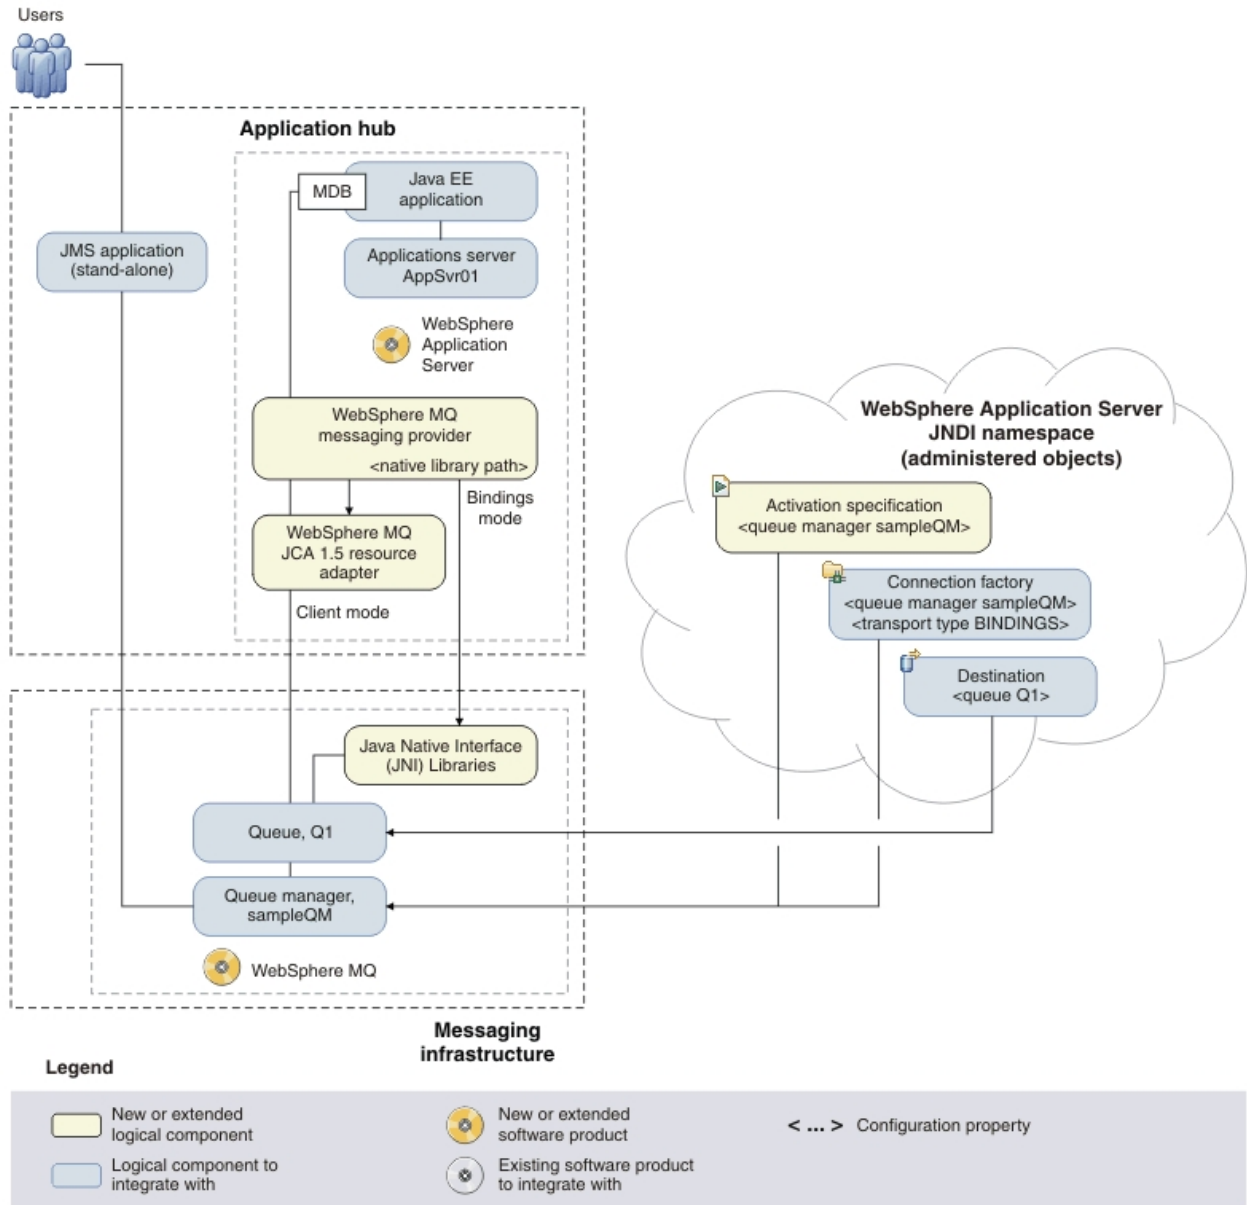 Users
Application hub
MDB
Java EE
application
JMS application
(stand-alone)
Applications server
AppSvr01
WebSphere
Application
Server
WebSphere MQ
messaging provider
<native library path>
Bindings
mode
WebSphere MQ
JCA 1.5 resource
adapter
Client mode
WebSphere Application Server
JNDI namespace
(administered objects)
Activation specification
<queue manager sampleQM>
Connection factory
<queue manager sampleQM>
<transport type BINDINGS>
Destination
<queue Q1>
Java Native Interface
(JNI) Libraries
Queue, Q1
Queue manager,
sampleQM
WebSphere MQ
Messaging
infrastructure
Legend
New or extended
logical component
New or extended
software product
< ... > Configuration property
Logical component to
integrate with
Existing software product
to integrate with